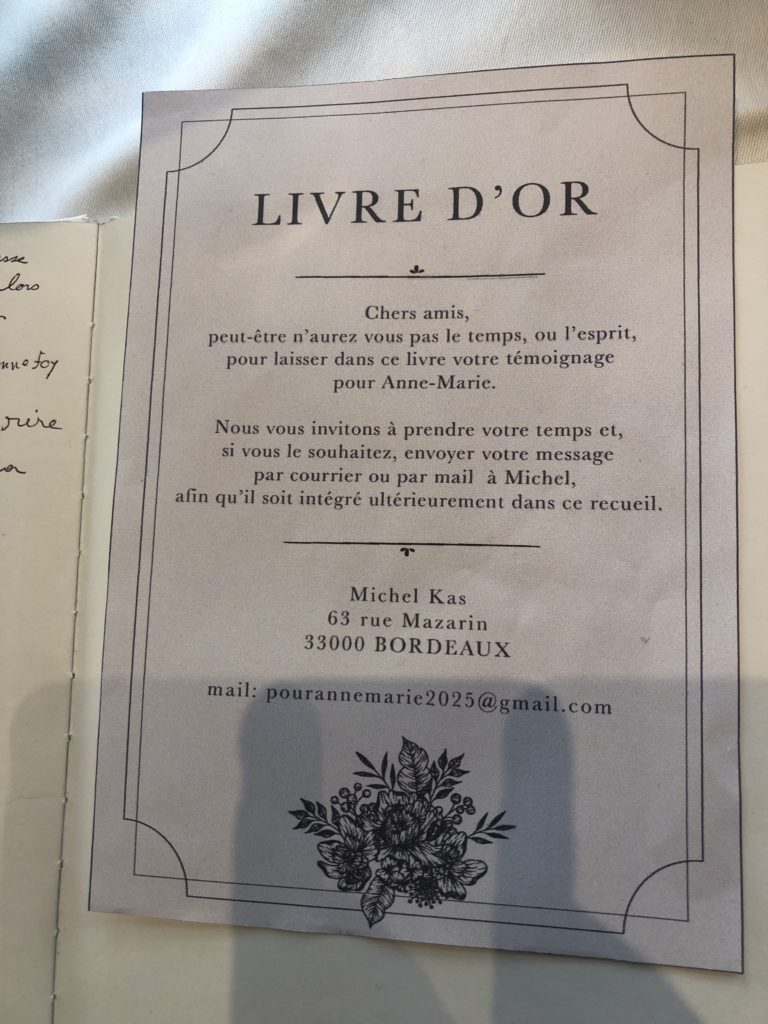 sse
lors
rire
LIVRE D'OR
Chers amis,
peut-être n'aurez vous pas le temps, ou l'esprit,
pour laisser dans ce livre votre témoignage
pour Anne-Marie.
Nous vous invitons à prendre votre temps et,
si vous le souhaitez, envoyer votre message
par courrier ou par mail à Michel,
afin qu'il soit intégré ultérieurement dans ce recueil.
Michel Kas
63 rue Mazarin
33000 BORDEAUX
mail: pourannemarie2025@gmail.com